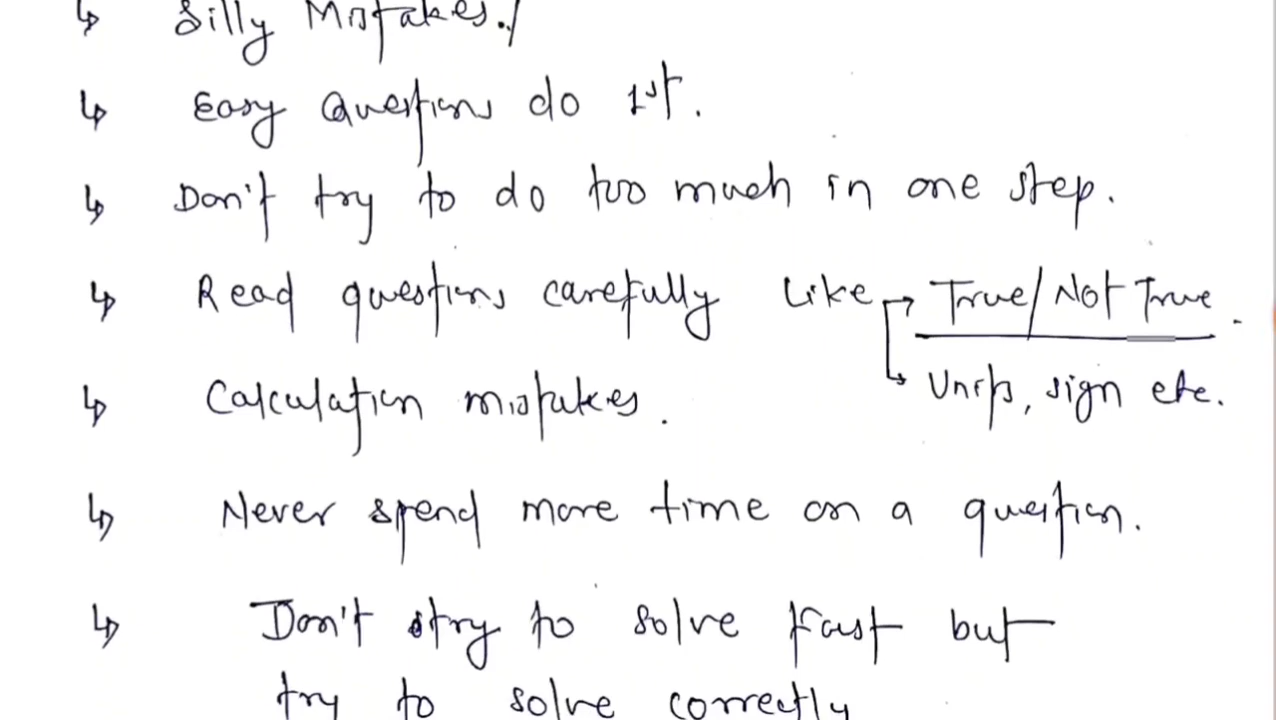 ↳ Silly Mistakes./
↳ Easy Questions do 1st.
↳ Don't try to do too much in one step.
↳ Read questions carefully like → True/Not True.
↳ Units, sign etc.
↳ Calculation mistakes.
↳ Never spend more time on a question.
↳ Don't try to solve fast but
try to solve correctly